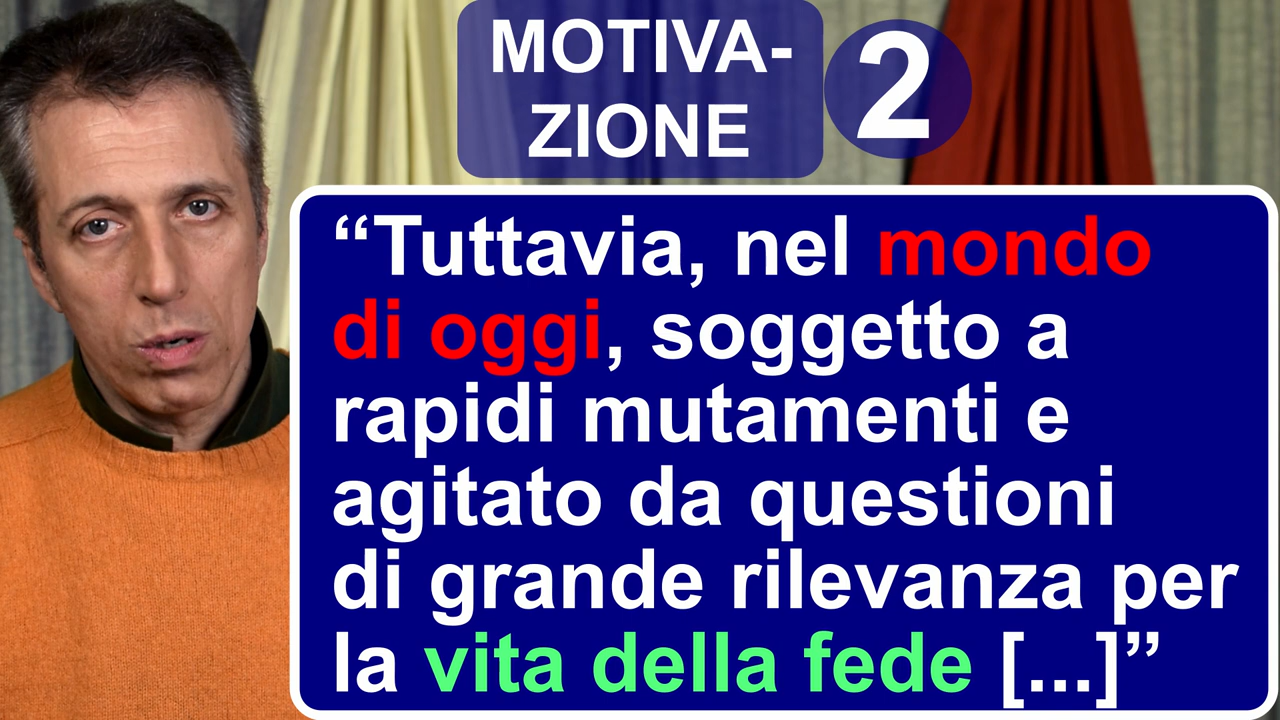 MOTIVA-
ZIONE
2
“Tuttavia, nel mondo
di oggi, soggetto a
rapidi mutamenti e
agitato da questioni
di grande rilevanza per
la vita della fede [...]”